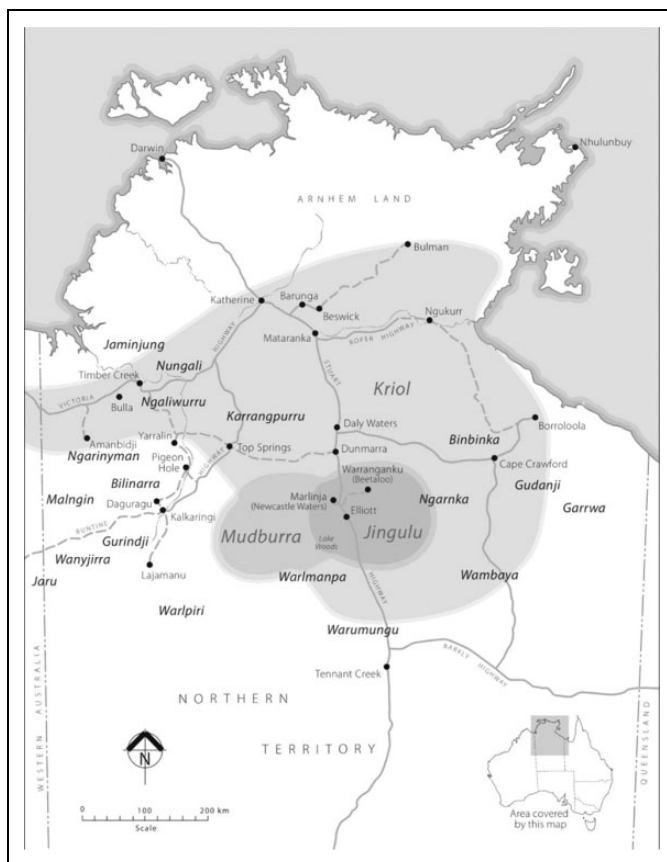 Darwin
Nhulunbuy
ARNHEM LAND
Bulman
Katherine
Barunga
Beswick
Ngukurr
Mataranka
ROPER HIGHWAY
HIGHWAY
Jaminjung
Nungali
Timber Creek
STUART
Kriol
VICTORIA
Bulla
Ngaliwurru
Karrangpurru
Borroloola
Daly Waters
Binbinka
Amanbidji
Yarralin
Top Springs
Dunmarra
Ngarinyman
Pigeon
Hole
HIGHWAY
Cape Crawford
Warranganku
(Beetaloo)
Gudanji
Bilinarra
Malngin
Daguragu
Marlinja
(Newcastle Waters)
Ngarnka
Garrwa
Kalkaringi
Elliott
BUNTINE
Gurindji
Mudburra
Lake
Woods
Jingulu
Wanyjirra
Lajamanu
Jaru
Warlmanpa
HIGHWAY
Wambaya
Warlpiri
Warumungu
BARKLY HIGHWAY
Tennant Creek
WESTERN AUSTRALIA
NORTHERN
TERRITORY
QUEENSLAND
N
0 100 200 km
Scale
Area covered
by this map